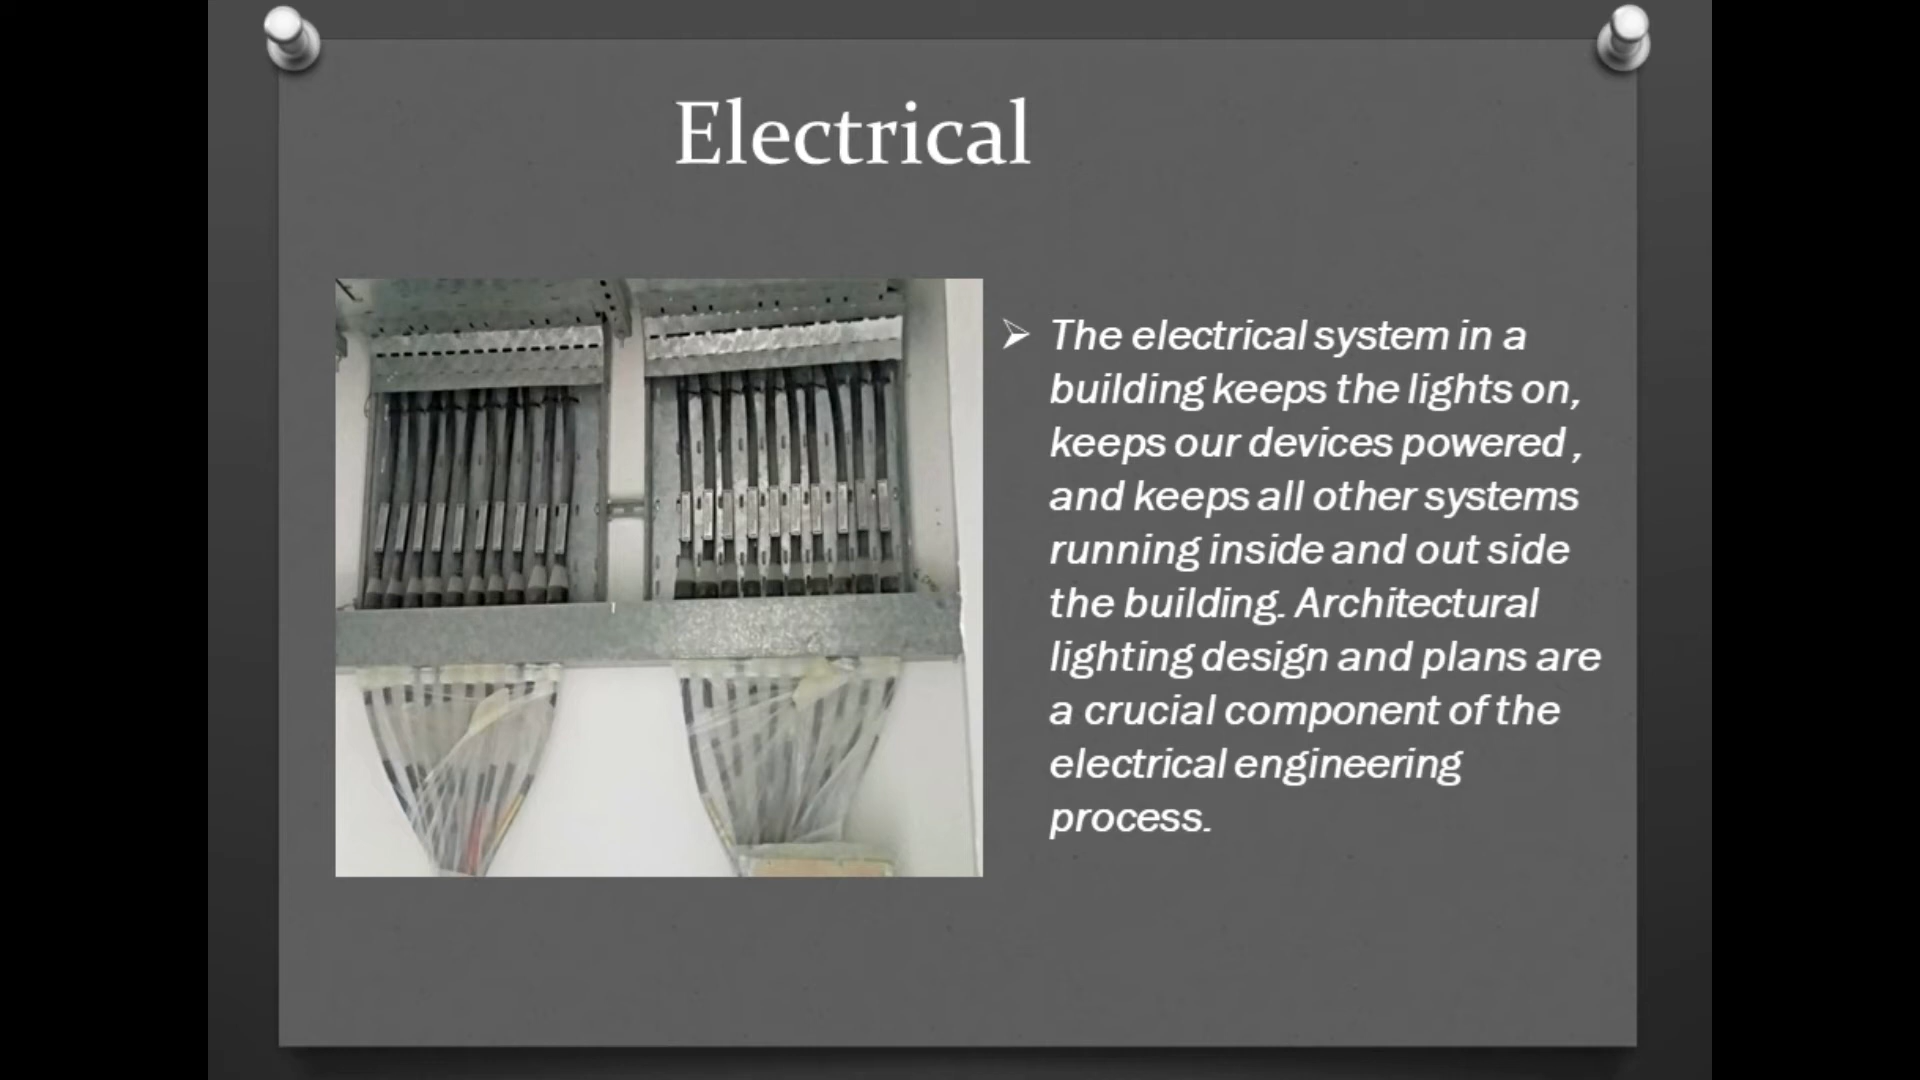 Electrical
The electrical system in a
building keeps the lights on,
keeps our devices powered ,
and keeps all other systems
running inside and out side
the building. Architectural
lighting design and plans are
a crucial component of the
electrical engineering
process.